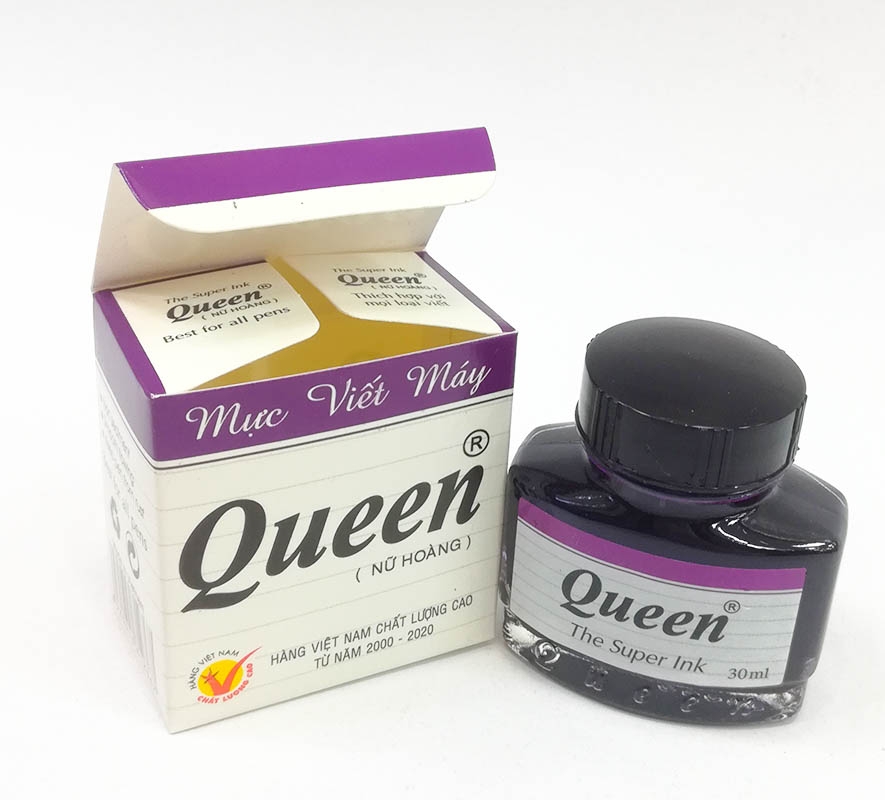 The Super Ink
Queen®
( NỮ HOÀNG )
Best for all pens
The Super Ink
Queen®
( NỮ HOÀNG )
Thích hợp với
mọi loại viết
Mực Viết Máy
Queen®
( NỮ HOÀNG )
HÀNG VIỆT NAM CHẤT LƯỢNG CAO
TỪ NĂM 2000 - 2020
HÀNG VIỆT NAM
CHẤT LƯỢNG CAO
Queen®
The Super Ink
30ml
Queen